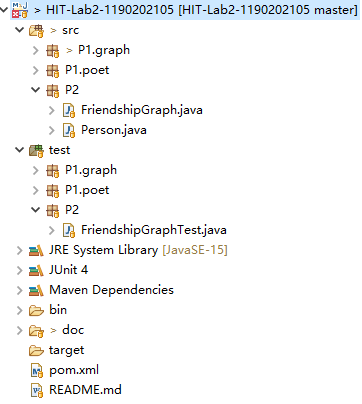 > HIT-Lab2-1190202105 [HIT-Lab2-1190202105 master]
> src
> P1.graph
P1.poet
P2
FriendshipGraph.java
Person.java
test
P1.graph
P1.poet
P2
FriendshipGraphTest.java
JRE System Library [JavaSE-15]
JUnit 4
Maven Dependencies
bin
> doc
target
pom.xml
README.md